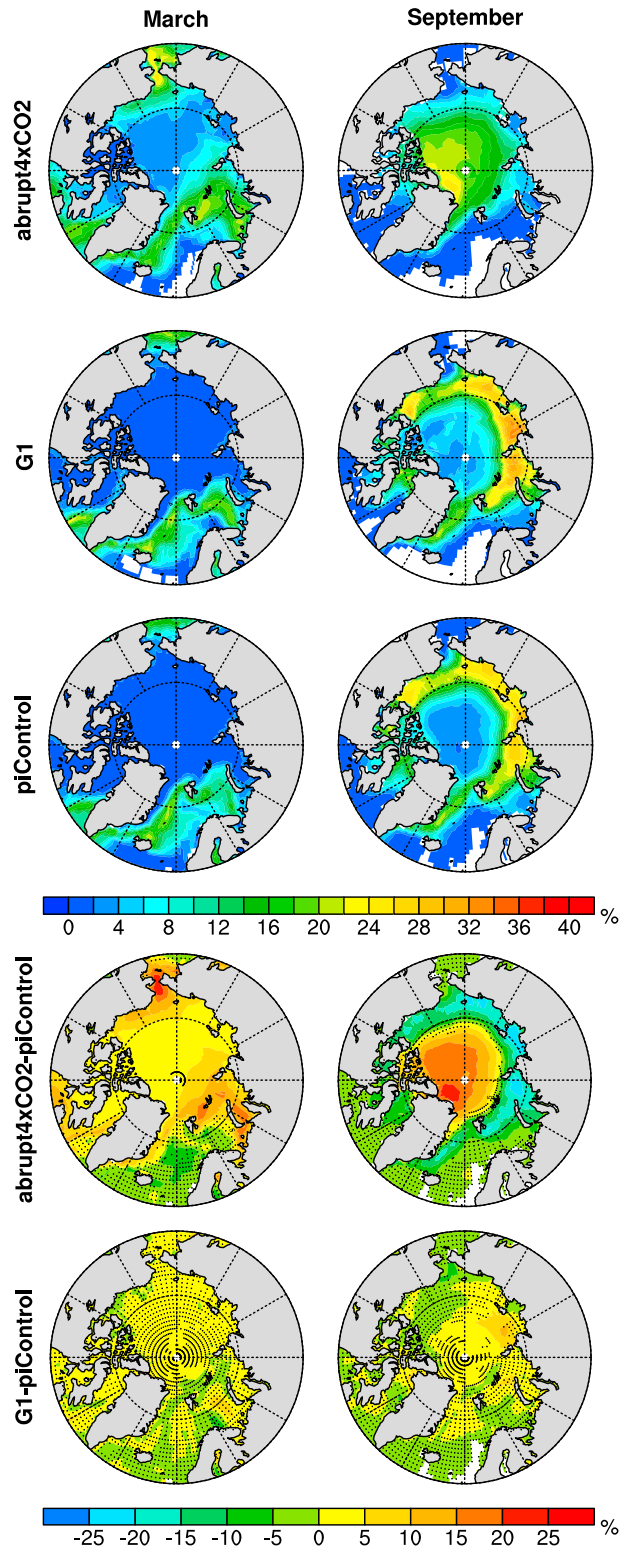 March September
abrupt4xCO2
G1
piControl
0 4 8 12 16 20 24 28 32 36 40 %
abrupt4xCO2-piControl
G1-piControl
-25 -20 -15 -10 -5 0 5 10 15 20 25 %